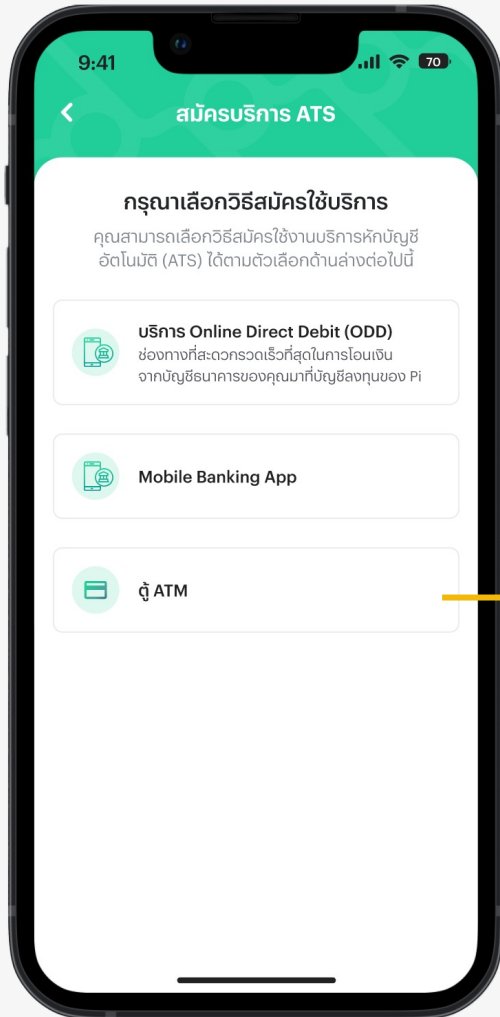 9:41
70
สมัครบริการ ATS
กรุณาเลือกวิธีสมัครใช้บริการ
คุณสามารถเลือกวิธีสมัครใช้งานบริการหักบัญชี
อัตโนมัติ (ATS) ได้ตามตัวเลือกด้านล่างต่อไปนี้
บริการ Online Direct Debit (ODD)
ช่องทางที่สะดวกรวดเร็วที่สุดในการโอนเงิน
จากบัญชีธนาคารของคุณมาที่บัญชีลงทุนของ Pi
Mobile Banking App
ตู้ ATM